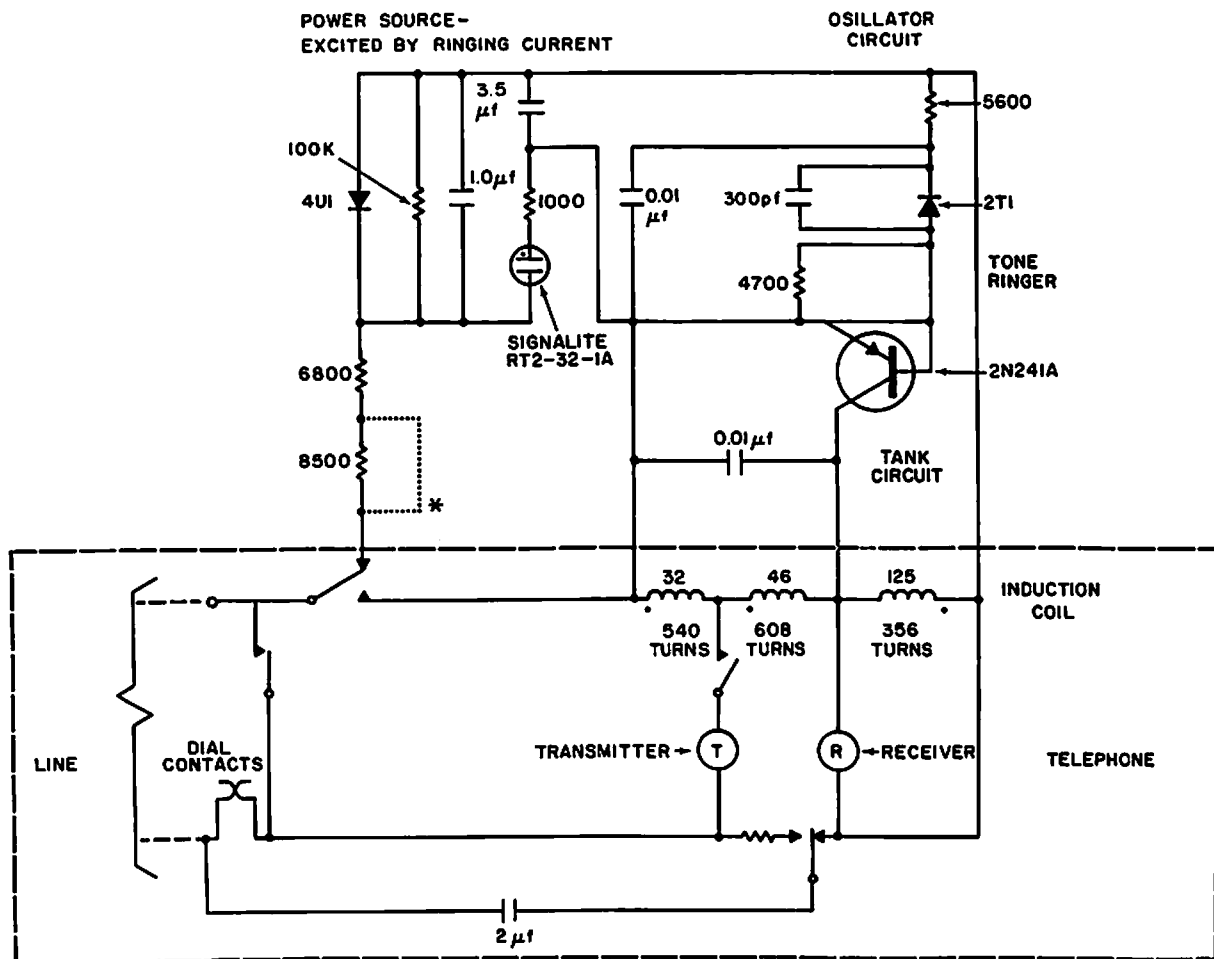 POWER SOURCE-
EXCITED BY RINGING CURRENT
OSILLATOR
CIRCUIT
3.5
μf
5600
100K
4U1
1.0μf
1000
0.01
μf
300pf
2T1
4700
TONE
RINGER
SIGNALITE
RT2-32-1A
6800
2N241A
8500
*
0.01μf
TANK
CIRCUIT
32
46
125
INDUCTION
COIL
540
TURNS
608
TURNS
356
TURNS
LINE
DIAL
CONTACTS
TRANSMITTER
T
R
RECEIVER
TELEPHONE
2μf